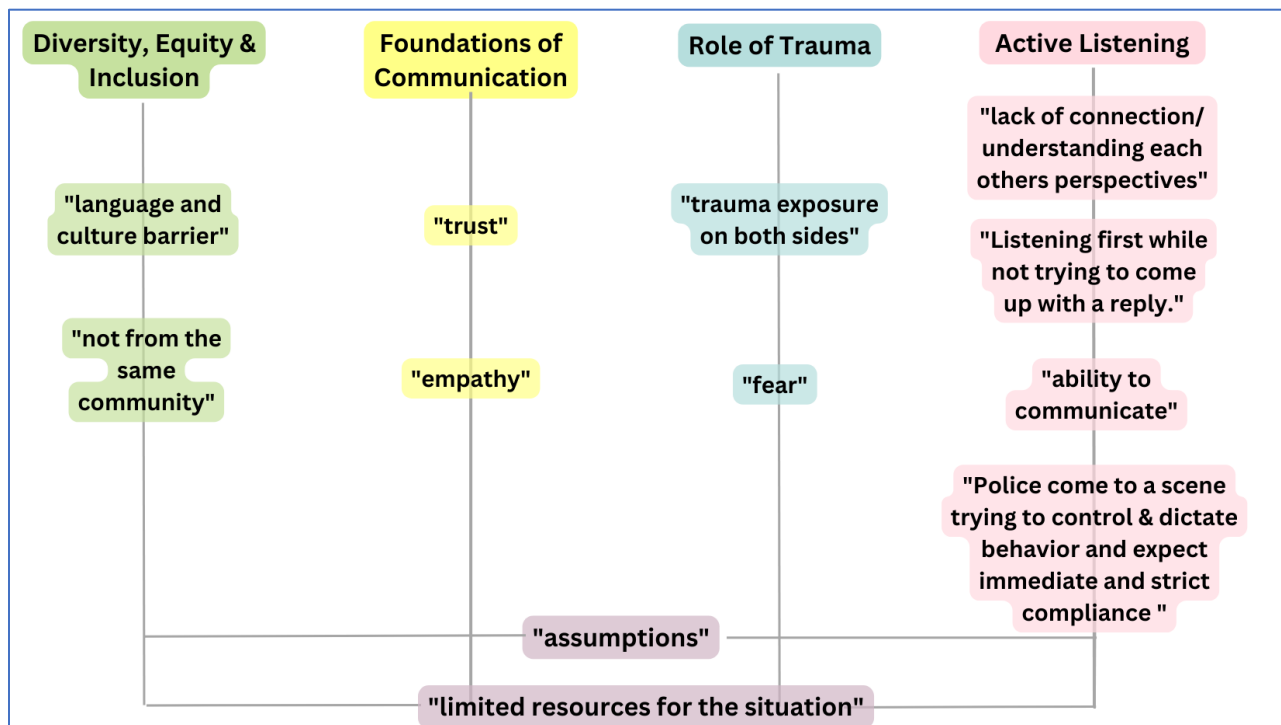 Diversity, Equity &
Inclusion
"language and
culture barrier"
"not from the
same
community"
Foundations of
Communication
"trust"
"empathy"
Role of Trauma
"trauma exposure
on both sides"
"fear"
Active Listening
"lack of connection/
understanding each
others perspectives"
"Listening first while
not trying to come
up with a reply."
"ability to
communicate"
"Police come to a scene
trying to control & dictate
behavior and expect
immediate and strict
compliance "
"assumptions"
"limited resources for the situation"